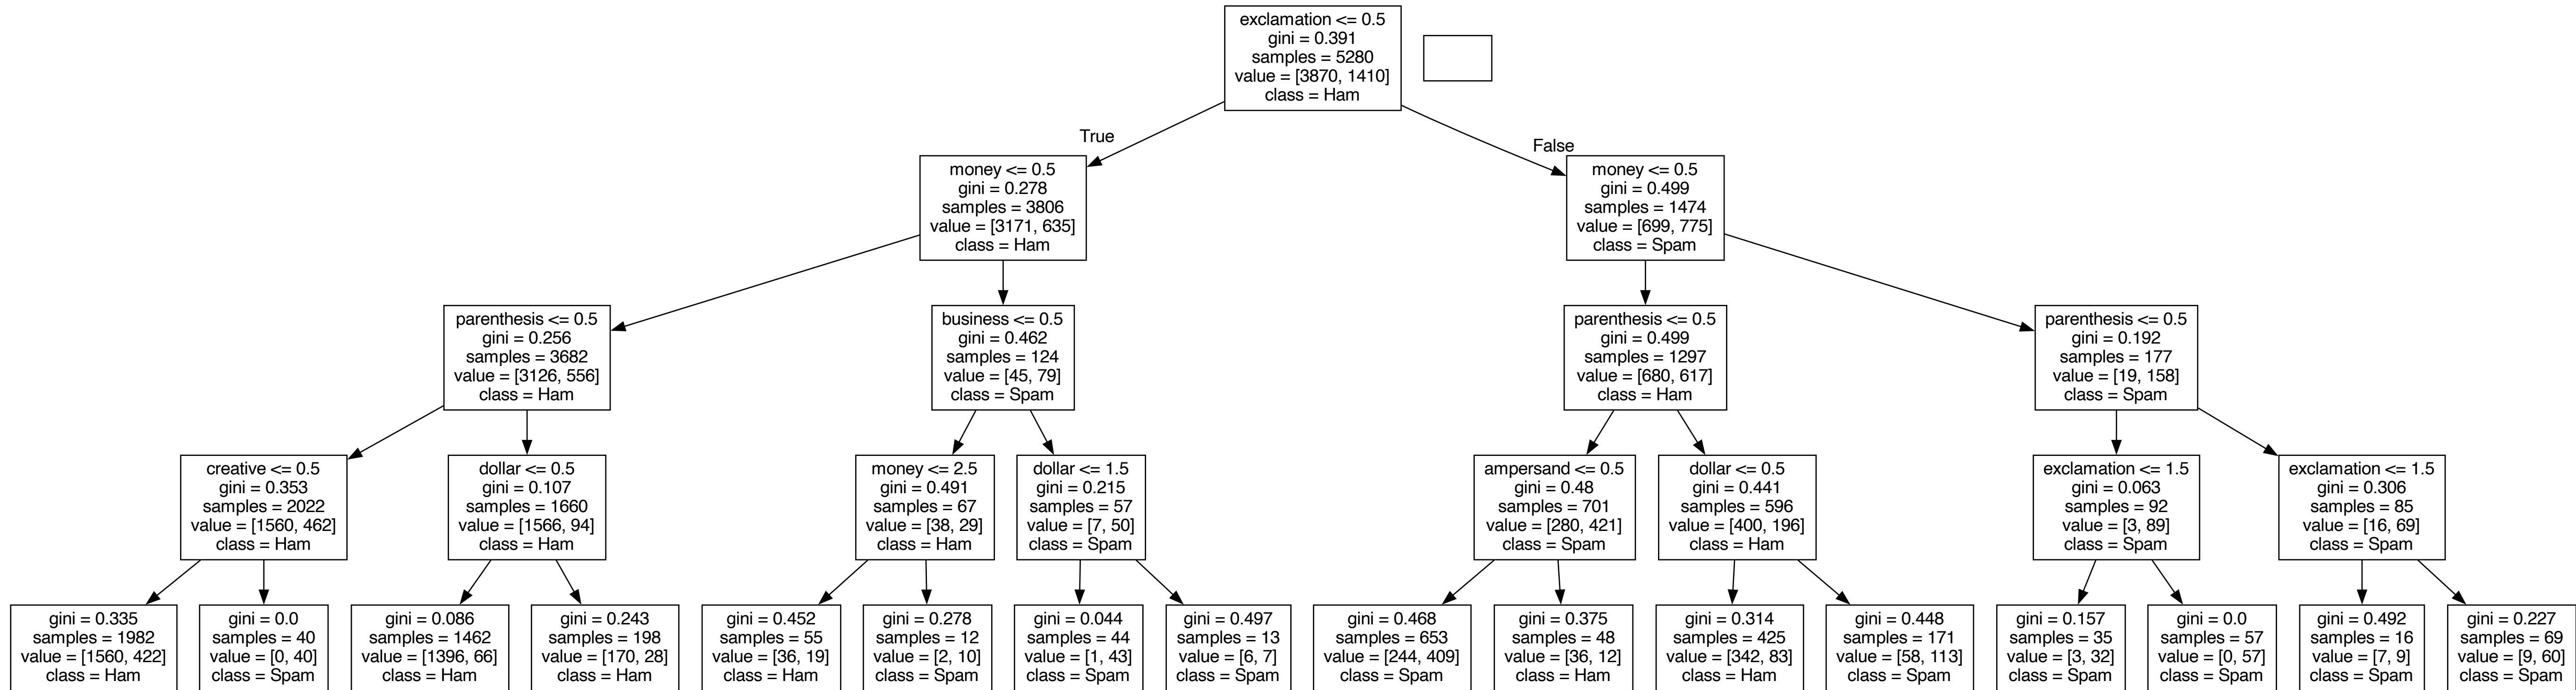 exclamation <= 0.5
gini = 0.391
samples = 5280
value = [3870, 1410]
class = Ham
True
False
money <= 0.5
gini = 0.278
samples = 3806
value = [3171, 635]
class = Ham
money <= 0.5
gini = 0.499
samples = 1474
value = [699, 775]
class = Spam
parenthesis <= 0.5
gini = 0.256
samples = 3682
value = [3126, 556]
class = Ham
business <= 0.5
gini = 0.462
samples = 124
value = [45, 79]
class = Spam
parenthesis <= 0.5
gini = 0.499
samples = 1297
value = [680, 617]
class = Ham
parenthesis <= 0.5
gini = 0.192
samples = 177
value = [19, 158]
class = Spam
creative <= 0.5
gini = 0.353
samples = 2022
value = [1560, 462]
class = Ham
dollar <= 0.5
gini = 0.107
samples = 1660
value = [1566, 94]
class = Ham
money <= 2.5
gini = 0.491
samples = 67
value = [38, 29]
class = Ham
dollar <= 1.5
gini = 0.215
samples = 57
value = [7, 50]
class = Spam
ampersand <= 0.5
gini = 0.48
samples = 701
value = [280, 421]
class = Spam
dollar <= 0.5
gini = 0.441
samples = 596
value = [400, 196]
class = Ham
exclamation <= 1.5
gini = 0.063
samples = 92
value = [3, 89]
class = Spam
exclamation <= 1.5
gini = 0.306
samples = 85
value = [16, 69]
class = Spam
gini = 0.335
samples = 1982
value = [1560, 422]
class = Ham
gini = 0.0
samples = 40
value = [0, 40]
class = Spam
gini = 0.086
samples = 1462
value = [1396, 66]
class = Ham
gini = 0.243
samples = 198
value = [170, 28]
class = Ham
gini = 0.452
samples = 55
value = [36, 19]
class = Ham
gini = 0.278
samples = 12
value = [2, 10]
class = Spam
gini = 0.044
samples = 44
value = [1, 43]
class = Spam
gini = 0.497
samples = 13
value = [6, 7]
class = Spam
gini = 0.468
samples = 653
value = [244, 409]
class = Spam
gini = 0.375
samples = 48
value = [36, 12]
class = Ham
gini = 0.314
samples = 425
value = [342, 83]
class = Ham
gini = 0.448
samples = 171
value = [58, 113]
class = Spam
gini = 0.157
samples = 35
value = [3, 32]
class = Spam
gini = 0.0
samples = 57
value = [0, 57]
class = Spam
gini = 0.492
samples = 16
value = [7, 9]
class = Spam
gini = 0.227
samples = 69
value = [9, 60]
class = Spam